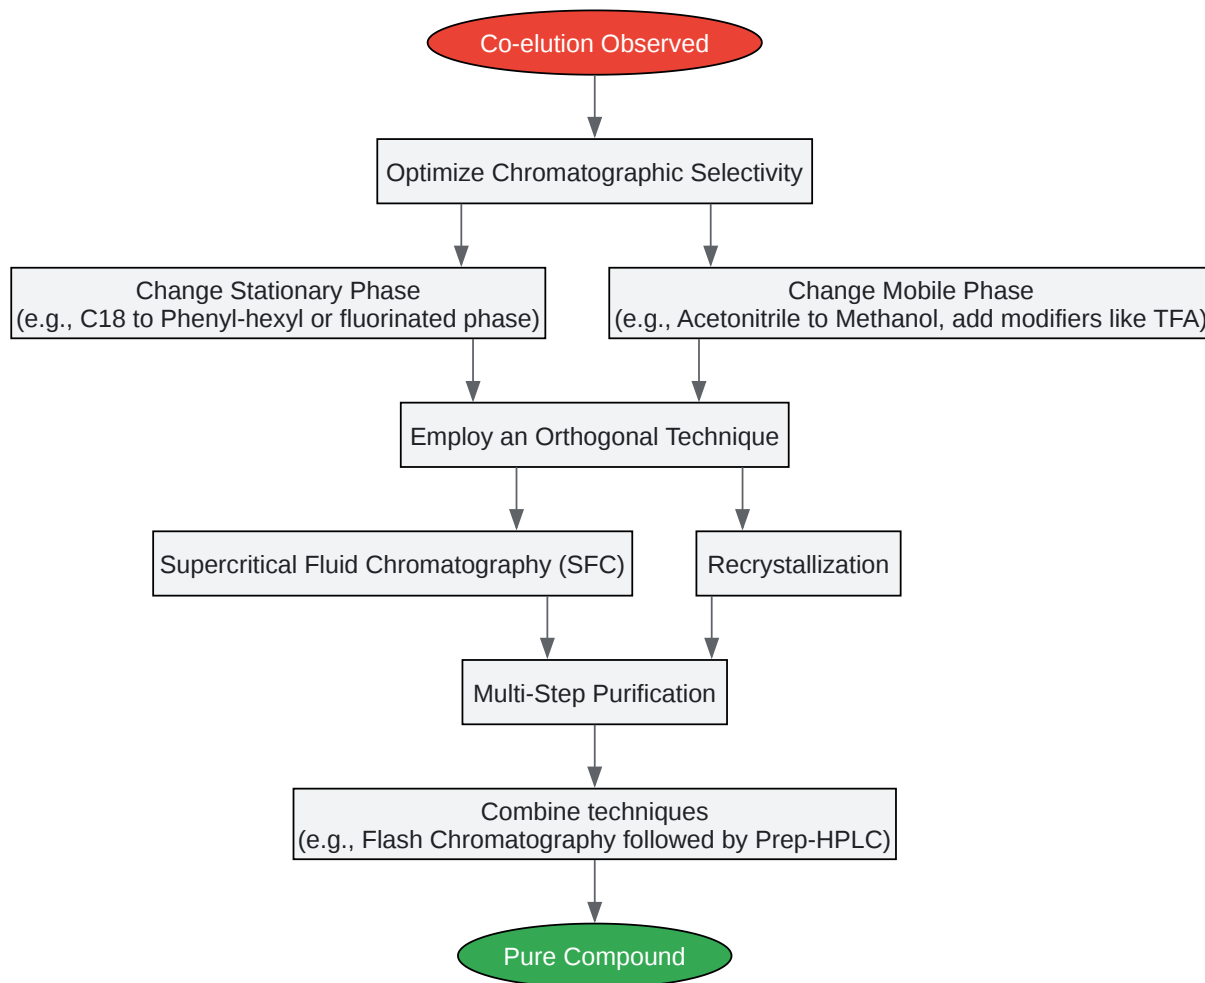 Co-elution Observed
Optimize Chromatographic Selectivity
Change Stationary Phase
(e.g., C18 to Phenyl-hexyl or fluorinated phase)
Change Mobile Phase
(e.g., Acetonitrile to Methanol, add modifiers like TFA)
Employ an Orthogonal Technique
Supercritical Fluid Chromatography (SFC)
Recrystallization
Multi-Step Purification
Combine techniques
(e.g., Flash Chromatography followed by Prep-HPLC)
Pure Compound